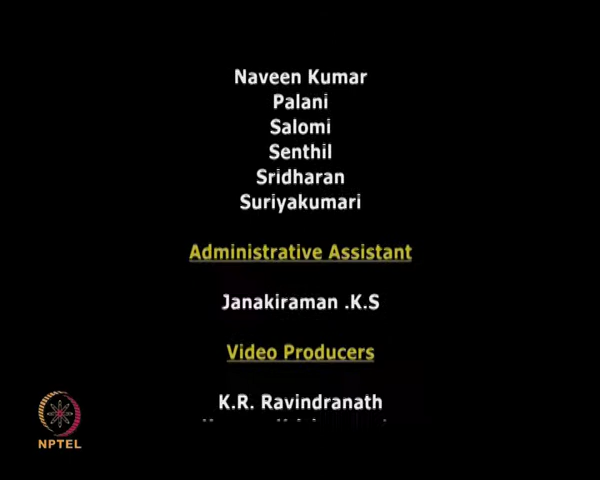 Naveen Kumar
Palani
Salomi
Senthil
Sridharan
Suriyakumari
Administrative Assistant
Janakiraman .K.S
Video Producers
K.R. Ravindranath
NPTEL